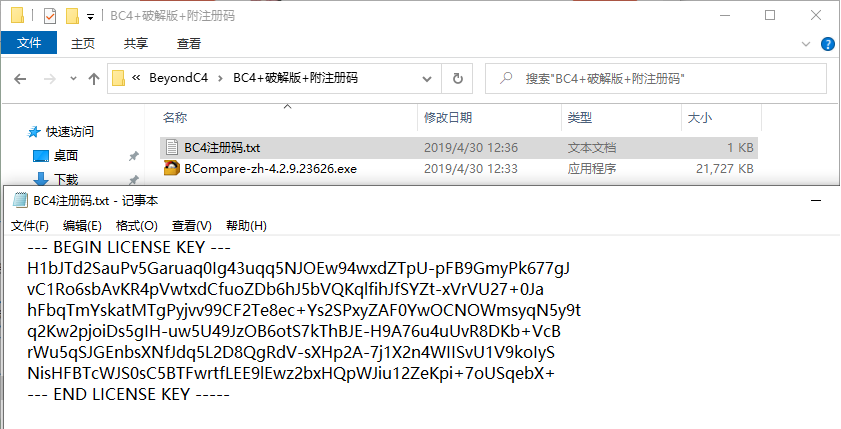 BC4+破解版+附注册码
文件 主页 共享 查看
« BeyondC4 › BC4+破解版+附注册码 搜索"BC4+破解版+附注册码"
名称 修改日期 类型 大小
快速访问
桌面
下载
BC4注册码.txt 2019/4/30 12:36 文本文档 1 KB
BCompare-zh-4.2.9.23626.exe 2019/4/30 12:33 应用程序 21,727 KB
BC4注册码.txt - 记事本
文件(F) 编辑(E) 格式(O) 查看(V) 帮助(H)
--- BEGIN LICENSE KEY ---
H1bJTd2SauPv5Garuaq0Ig43uqq5NJOEw94wxdZTpU-pFB9GmyPk677gJ
vC1Ro6sbAvKR4pVwtxdCfuoZDb6hJ5bVQKqlfihJfSYZt-xVrVU27+0Ja
hFbqTmYskatMTgPyjvv99CF2Te8ec+Ys2SPxyZAF0YwOCNOWmsyqN5y9t
q2Kw2pjoiDs5gIH-uw5U49JzOB6otS7kThBJE-H9A76u4uUvR8DKb+VcB
rWu5qSJGEnbsXNfJdq5L2D8QgRdV-sXHp2A-7j1X2n4WIISvU1V9koIyS
NisHFBTcWJS0sC5BTFwrtfLEE9lEwz2bxHQpWJiu12ZeKpi+7oUSqebX+
--- END LICENSE KEY -----